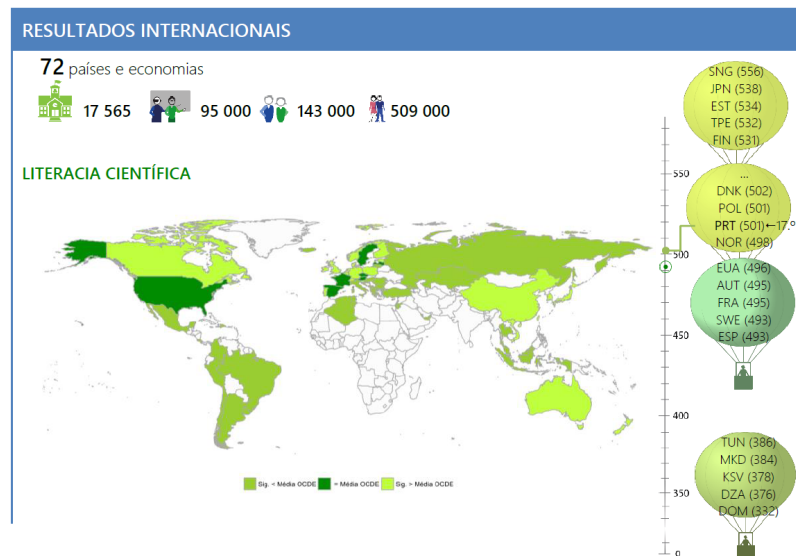 RESULTADOS INTERNACIONAIS
72 países e economias
17 565 95 000 143 000 509 000
LITERACIA CIENTÍFICA
Sig. < Média OCDE = Média OCDE Sig. > Média OCDE
550
500
450
400
350
0
SNG (556)
JPN (538)
EST (534)
TPE (532)
FIN (531)
...
DNK (502)
POL (501)
PRT (501)←17.º
NOR (498)
EUA (496)
AUT (495)
FRA (495)
SWE (493)
ESP (493)
TUN (386)
MKD (384)
KSV (378)
DZA (376)
DOM (332)